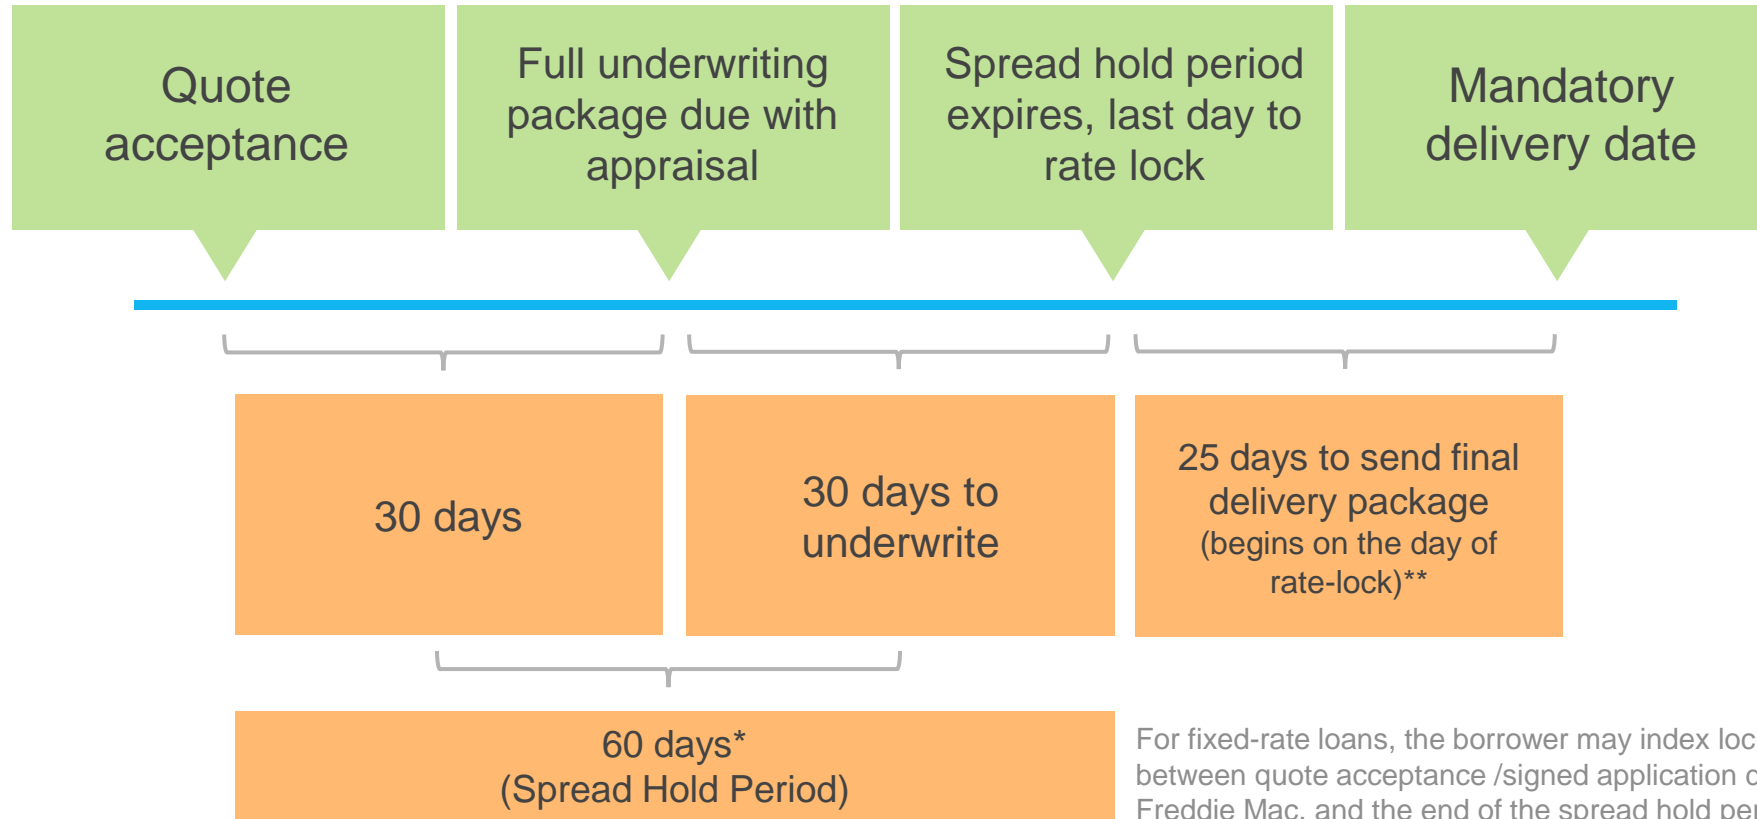 Quote
acceptance
Full underwriting
package due with
appraisal
Spread hold period
expires, last day to
rate lock
Mandatory
delivery date
30 days
30 days to
underwrite
25 days to send final
delivery package
(begins on the day of
rate-lock)**
60 days*
(Spread Hold Period)
For fixed-rate loans, the borrower may index
between quote acceptance /signed application
Freddie Mac, and the end of the spread hold